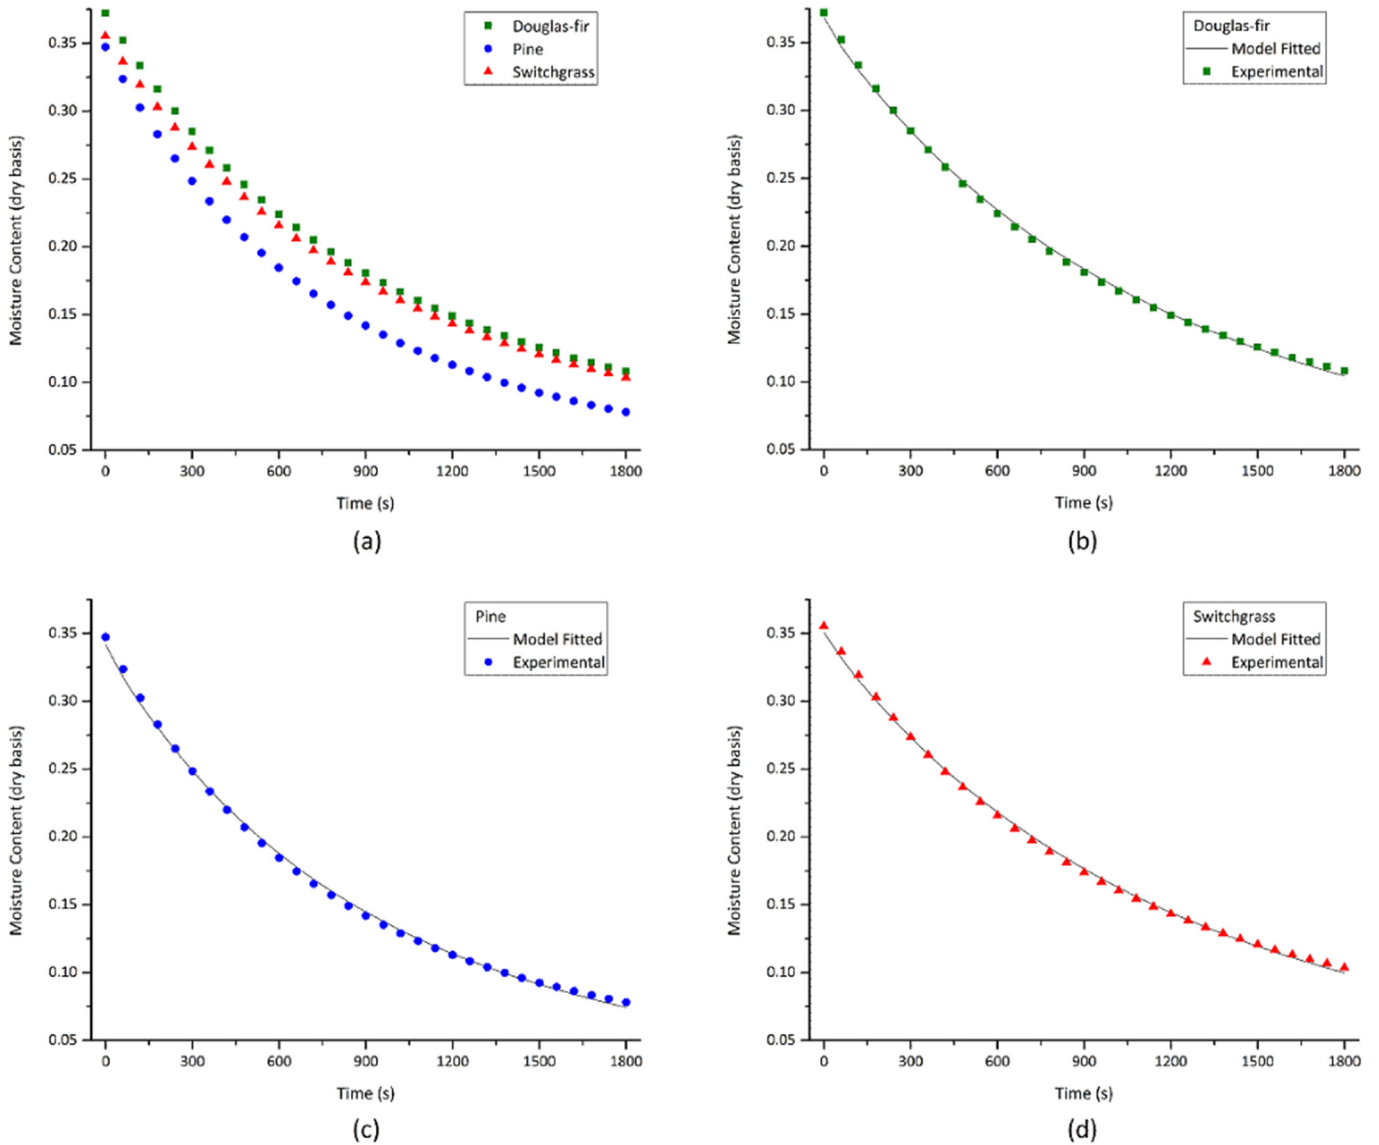 Douglas-fir
Pine
Switchgrass
0.35
0.30
0.25
0.20
0.15
0.10
0.05
Moisture Content (dry basis)
0 300 600 900 1200 1500 1800
Time (s)
(a)
Douglas-fir
Model Fitted
Experimental
0.35
0.30
0.25
0.20
0.15
0.10
0.05
Moisture Content (dry basis)
0 300 600 900 1200 1500 1800
Time (s)
(b)
Pine
Model Fitted
Experimental
0.35
0.30
0.25
0.20
0.15
0.10
0.05
Moisture Content (dry basis)
0 300 600 900 1200 1500 1800
Time (s)
(c)
Switchgrass
Model Fitted
Experimental
0.35
0.30
0.25
0.20
0.15
0.10
0.05
Moisture Content (dry basis)
0 300 600 900 1200 1500 1800
Time (s)
(d)